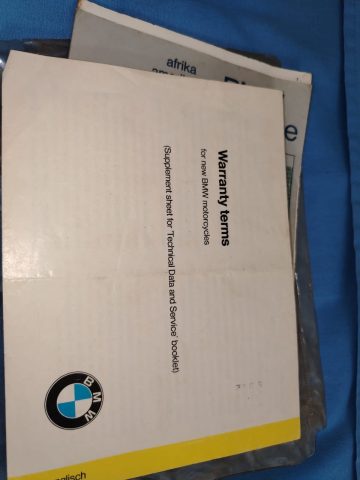 Warranty terms
for new BMW motorcycles
(Supplement sheet for 'Technical Data and Service' booklet)
BMW
afrika